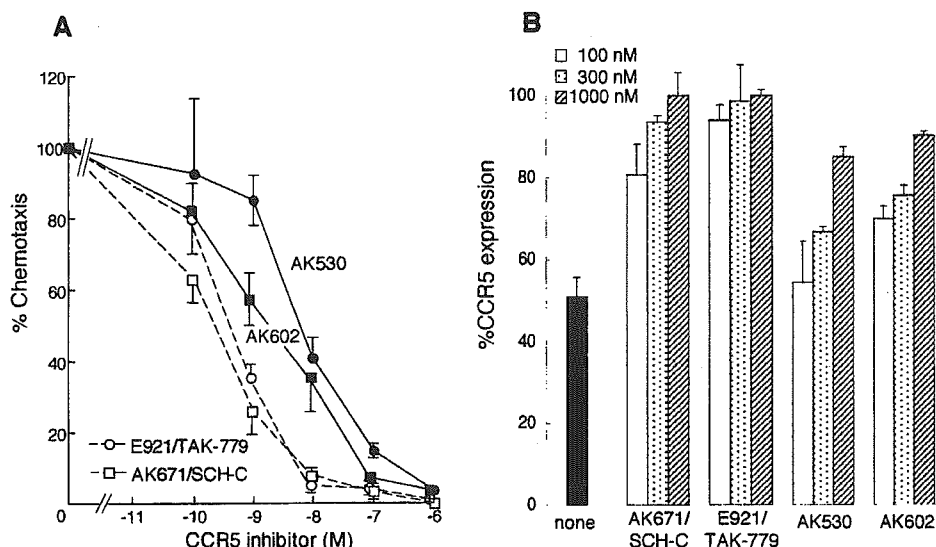 A
120
100
80
60
40
20
0
% Chemotaxis
AK530
AK602
E921/TAK-779
AK671/SCH-C
0
-11
-10
-9
-8
-7
-6
CCR5 inhibitor (M)
B
100 nM
300 nM
1000 nM
100
80
60
40
20
0
%CCR5 expression
none
AK671/
SCH-C
E921/
TAK-779
AK530
AK602